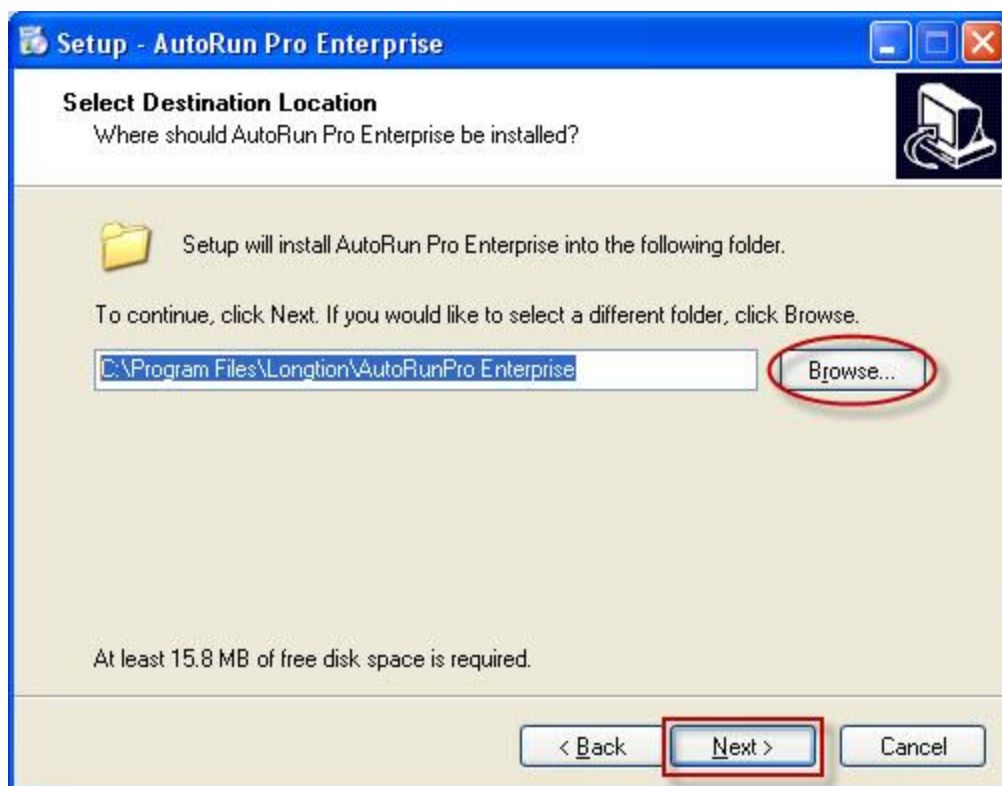 Setup - AutoRun Pro Enterprise
Select Destination Location
Where should AutoRun Pro Enterprise be installed?
Setup will install AutoRun Pro Enterprise into the following folder.
To continue, click Next. If you would like to select a different folder, click Browse.
C:\Program Files\Longtion\AutoRunPro Enterprise
Browse...
At least 15.8 MB of free disk space is required.
< Back
Next >
Cancel